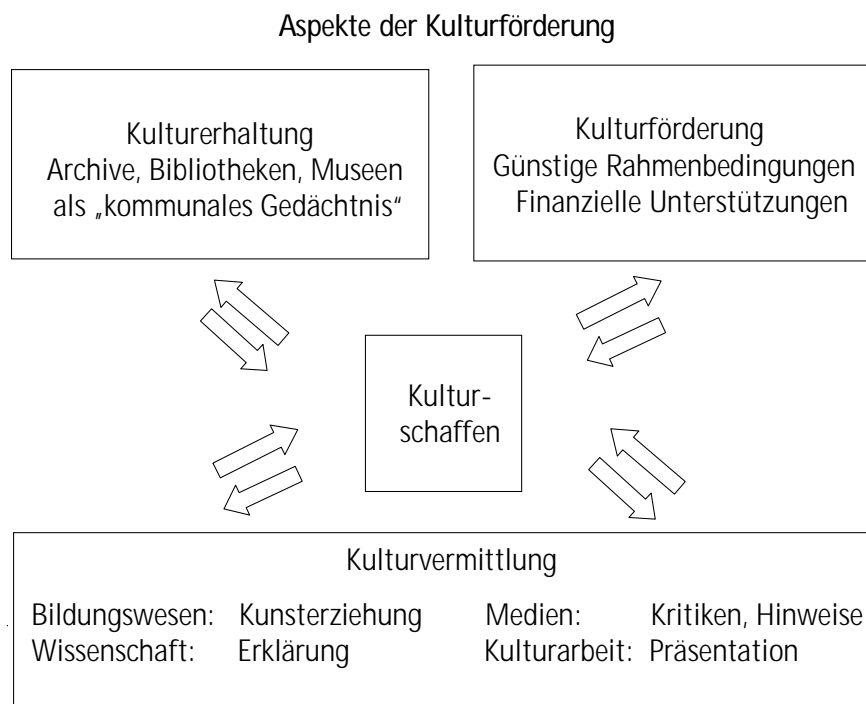 Aspekte der Kulturförderung
Kulturerhaltung
Archive, Bibliotheken, Museen
als „kommunales Gedächtnis“
Kulturförderung
Günstige Rahmenbedingungen
Finanzielle Unterstützungen
Kultur-
schaffen
Kulturvermittlung
Bildungswesen: Kunsterziehung Medien: Kritiken, Hinweise
Wissenschaft: Erklärung Kulturarbeit: Präsentation